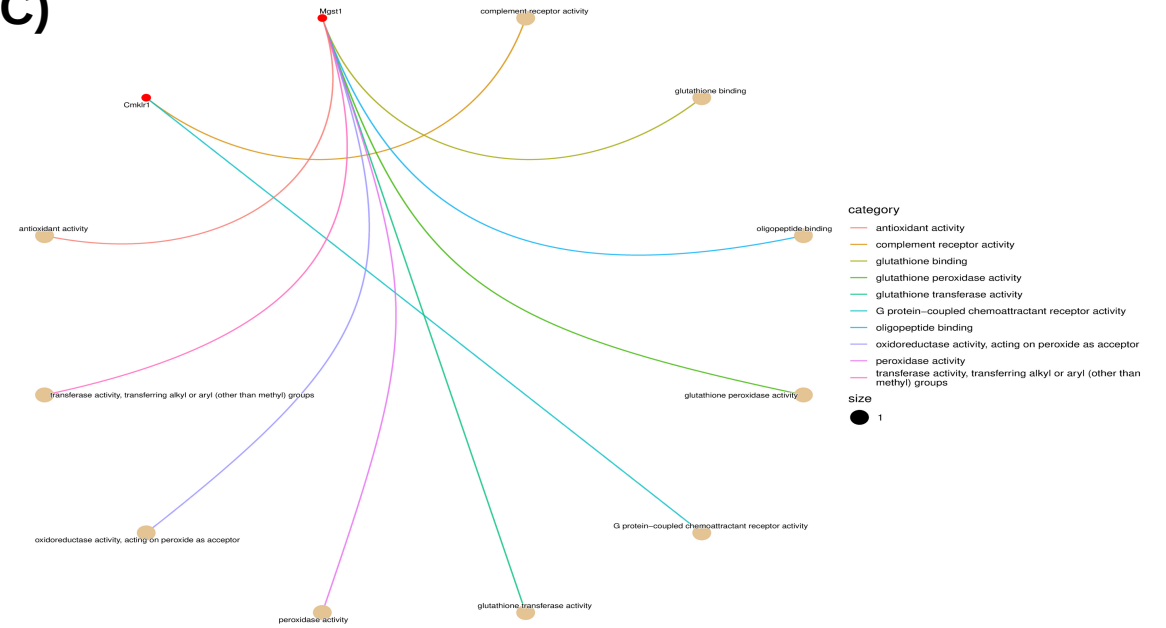 C)
Mgst1
complement receptor activity
glutathione binding
Cmklr1
antioxidant activity
oligopeptide binding
transferase activity, transferring alkyl or aryl (other than methyl) groups
glutathione peroxidase activity
G protein–coupled chemoattractant receptor activity
oxidoreductase activity, acting on peroxide as acceptor
glutathione transferase activity
peroxidase activity
category
antioxidant activity
complement receptor activity
glutathione binding
glutathione peroxidase activity
glutathione transferase activity
G protein–coupled chemoattractant receptor activity
oligopeptide binding
oxidoreductase activity, acting on peroxide as acceptor
peroxidase activity
transferase activity, transferring alkyl or aryl (other than
methyl) groups
size
1